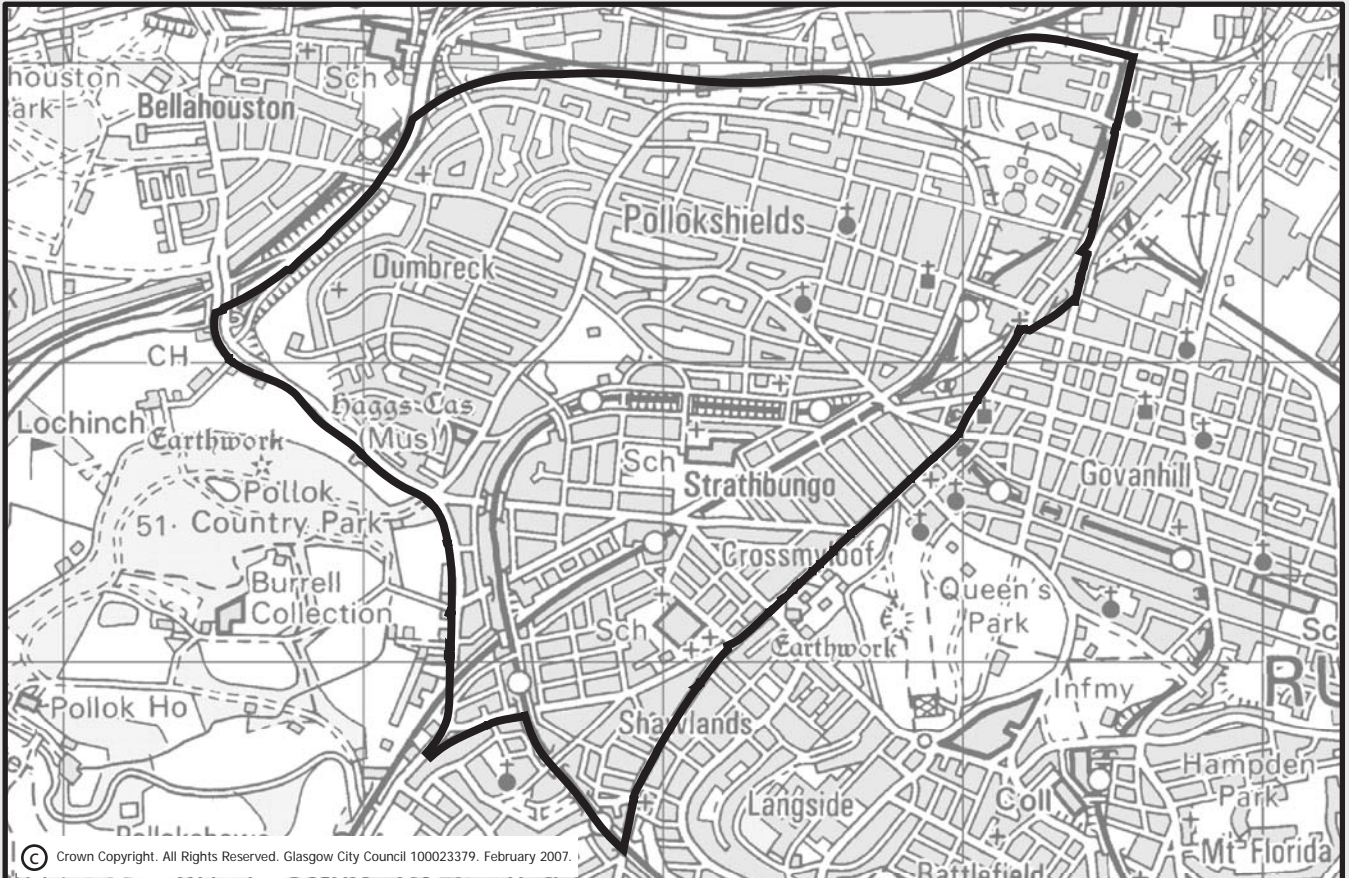 houston
ark
Sch
Bellahouston
Pollokshields
Dumbreck
CH
Lochinch
Earthwork
Haggs Cas
(Mus)
Pollok
51· Country Park
Sch
Strathbungo
Govanhill
Crossmyloof
Burrell
Collection
Queen's
Park
Sch
Earthwork
Sc
RU
Pollok Ho
Infmy
Shawlands
Langside
Coll
Hampden
Park
Mt Florida
Battlefield
© Crown Copyright. All Rights Reserved. Glasgow City Council 100023379. February 2007.